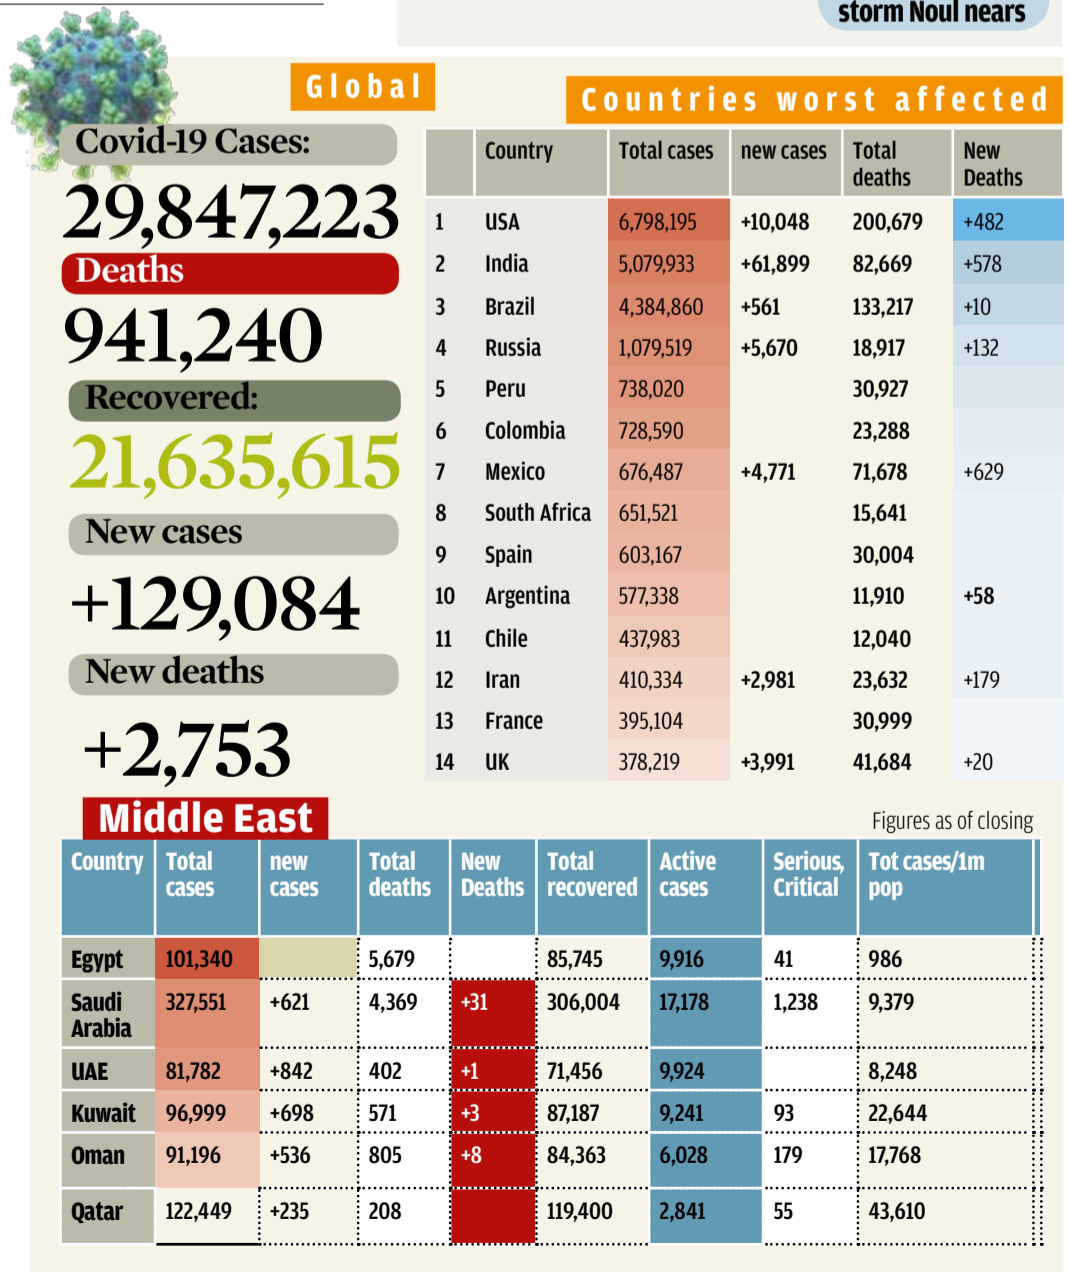 storm Noul nears
Global
Countries worst affected
Covid-19 Cases:
29,847,223
Deaths
941,240
Recovered:
21,635,615
New cases
+129,084
New deaths
+2,753
Country Total cases new cases Total deaths New Deaths
1 USA 6,798,195 +10,048 200,679 +482
2 India 5,079,933 +61,899 82,669 +578
3 Brazil 4,384,860 +561 133,217 +10
4 Russia 1,079,519 +5,670 18,917 +132
5 Peru 738,020 30,927
6 Colombia 728,590 23,288
7 Mexico 676,487 +4,771 71,678 +629
8 South Africa 651,521 15,641
9 Spain 603,167 30,004
10 Argentina 577,338 11,910 +58
11 Chile 437,983 12,040
12 Iran 410,334 +2,981 23,632 +179
13 France 395,104 30,999
14 UK 378,219 +3,991 41,684 +20
Middle East
Figures as of closing
Country Total cases new cases Total deaths New Deaths Total recovered Active cases Serious, Critical Tot cases/1m pop
Egypt 101,340 5,679 85,745 9,916 41 986
Saudi Arabia 327,551 +621 4,369 +31 306,004 17,178 1,238 9,379
UAE 81,782 +842 402 +1 71,456 9,924 8,248
Kuwait 96,999 +698 571 +3 87,187 9,241 93 22,644
Oman 91,196 +536 805 +8 84,363 6,028 179 17,768
Qatar 122,449 +235 208 119,400 2,841 55 43,610